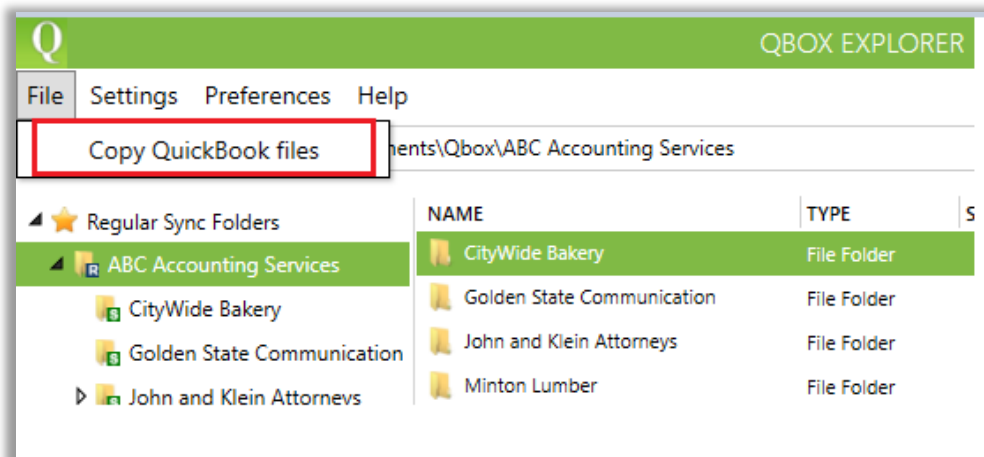 Q QBOX EXPLORER
File Settings Preferences Help
Copy QuickBook files ents\Qbox\ABC Accounting Services
Regular Sync Folders NAME TYPE S
R ABC Accounting Services CityWide Bakery File Folder
S CityWide Bakery Golden State Communication File Folder
S Golden State Communication John and Klein Attorneys File Folder
S John and Klein Attorneys Minton Lumber File Folder